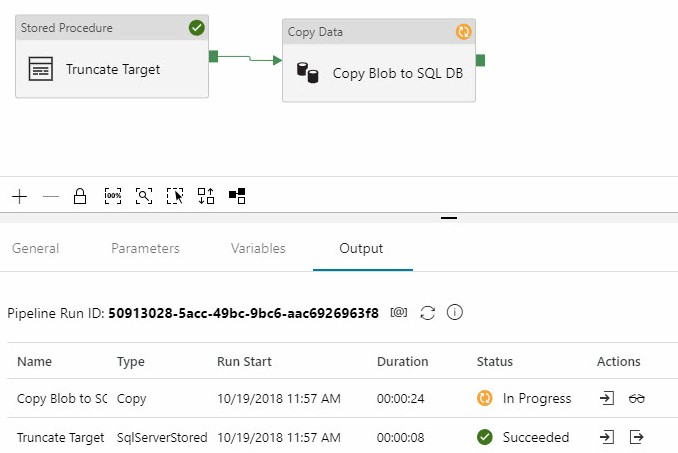 Stored Procedure
Copy Data
Truncate Target
Copy Blob to SQL DB
100%
General Parameters Variables Output
Pipeline Run ID: 50913028-5acc-49bc-9bc6-aac6926963f8 [@]
Name Type Run Start Duration Status Actions
Copy Blob to SC Copy 10/19/2018 11:57 AM 00:00:24 In Progress
Truncate Target SqlServerStored 10/19/2018 11:57 AM 00:00:08 Succeeded